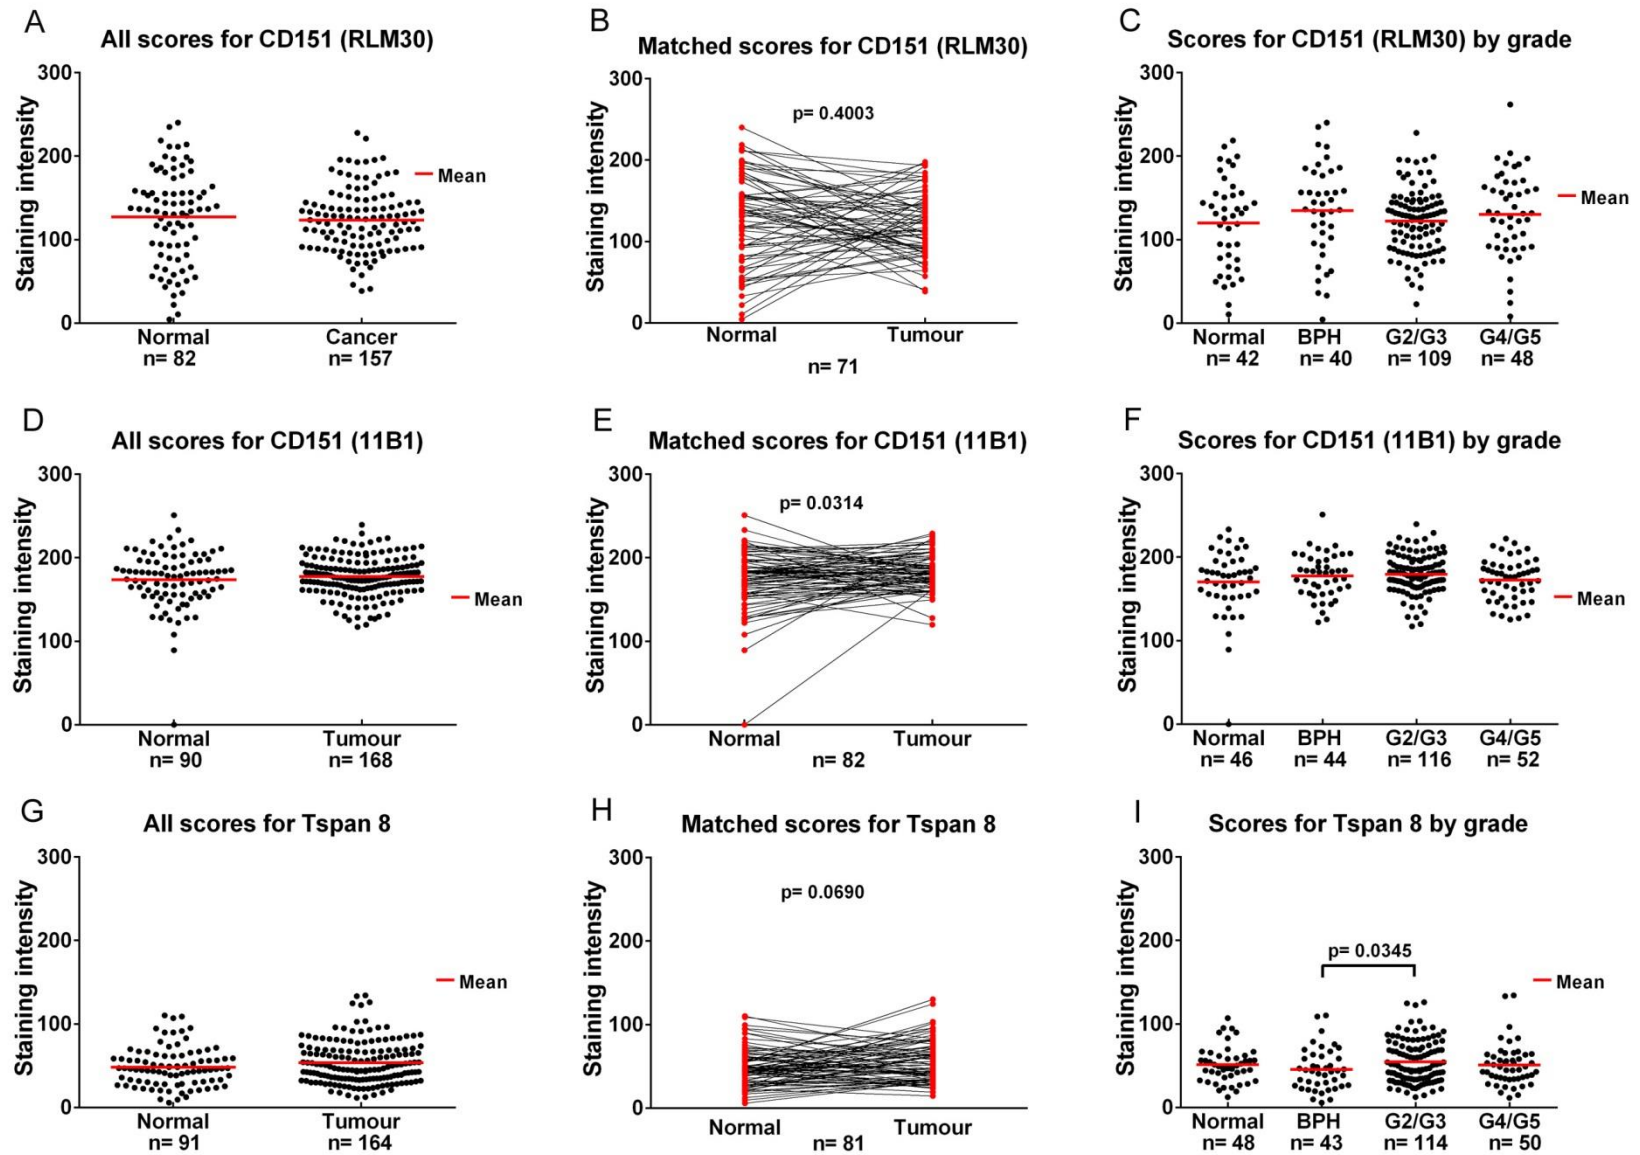 A
All scores for CD151 (RLM30)
Staining intensity
300
200
100
0
Mean
Normal
n= 82
Cancer
n= 157
B
Matched scores for CD151 (RLM30)
Staining intensity
300
200
100
0
p= 0.4003
Normal
Tumour
n= 71
C
Scores for CD151 (RLM30) by grade
Staining intensity
300
200
100
0
Mean
Normal
n= 42
BPH
n= 40
G2/G3
n= 109
G4/G5
n= 48
D
All scores for CD151 (11B1)
Staining intensity
300
200
100
0
Mean
Normal
n= 90
Tumour
n= 168
E
Matched scores for CD151 (11B1)
Staining intensity
300
200
100
0
p= 0.0314
Normal
Tumour
n= 82
F
Scores for CD151 (11B1) by grade
Staining intensity
300
200
100
0
Mean
Normal
n= 46
BPH
n= 44
G2/G3
n= 116
G4/G5
n= 52
G
All scores for Tspan 8
Staining intensity
300
200
100
0
Mean
Normal
n= 91
Tumour
n= 164
H
Matched scores for Tspan 8
Staining intensity
300
200
100
0
p= 0.0690
Normal
Tumour
n= 81
I
Scores for Tspan 8 by grade
Staining intensity
300
200
100
0
p= 0.0345
Mean
Normal
n= 48
BPH
n= 43
G2/G3
n= 114
G4/G5
n= 50